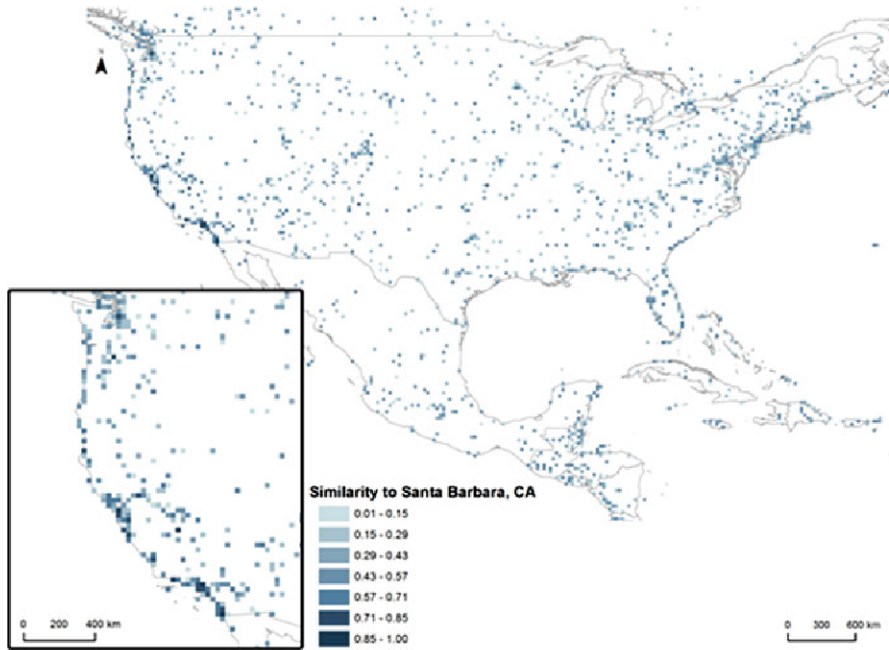 N
Similarity to Santa Barbara, CA
0.01 - 0.15
0.15 - 0.29
0.29 - 0.43
0.43 - 0.57
0.57 - 0.71
0.71 - 0.85
0.85 - 1.00
0 200 400 km
0 300 600 km